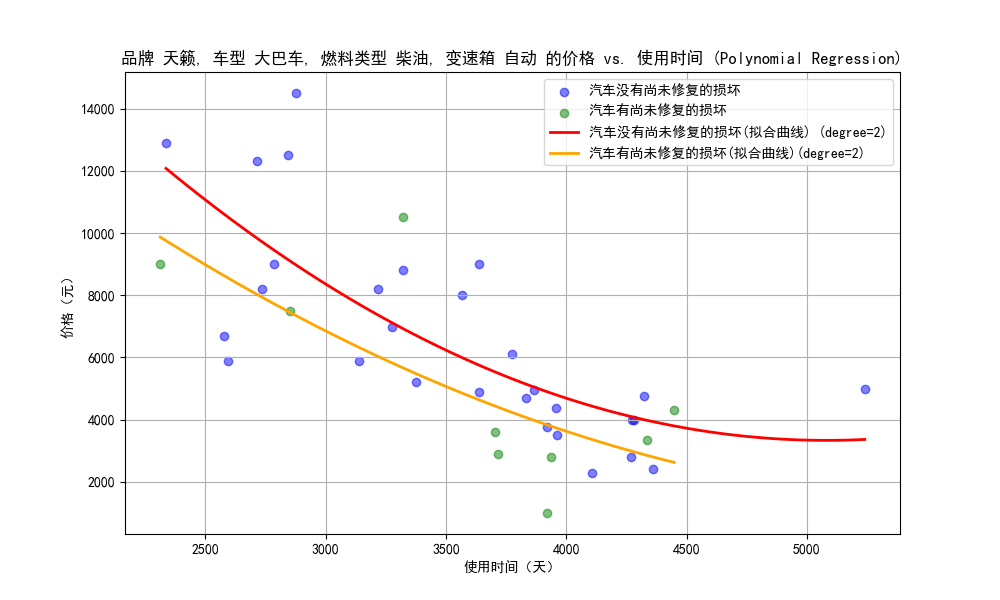 品牌 天籁, 车型 大巴车, 燃料类型 柴油, 变速箱 自动 的价格 vs. 使用时间 (Polynomial Regression)
汽车没有尚未修复的损坏
汽车有尚未修复的损坏
汽车没有尚未修复的损坏(拟合曲线) (degree=2)
汽车有尚未修复的损坏(拟合曲线)(degree=2)
14000
12000
10000
8000
6000
4000
2000
价格（元）
2500 3000 3500 4000 4500 5000
使用时间（天）